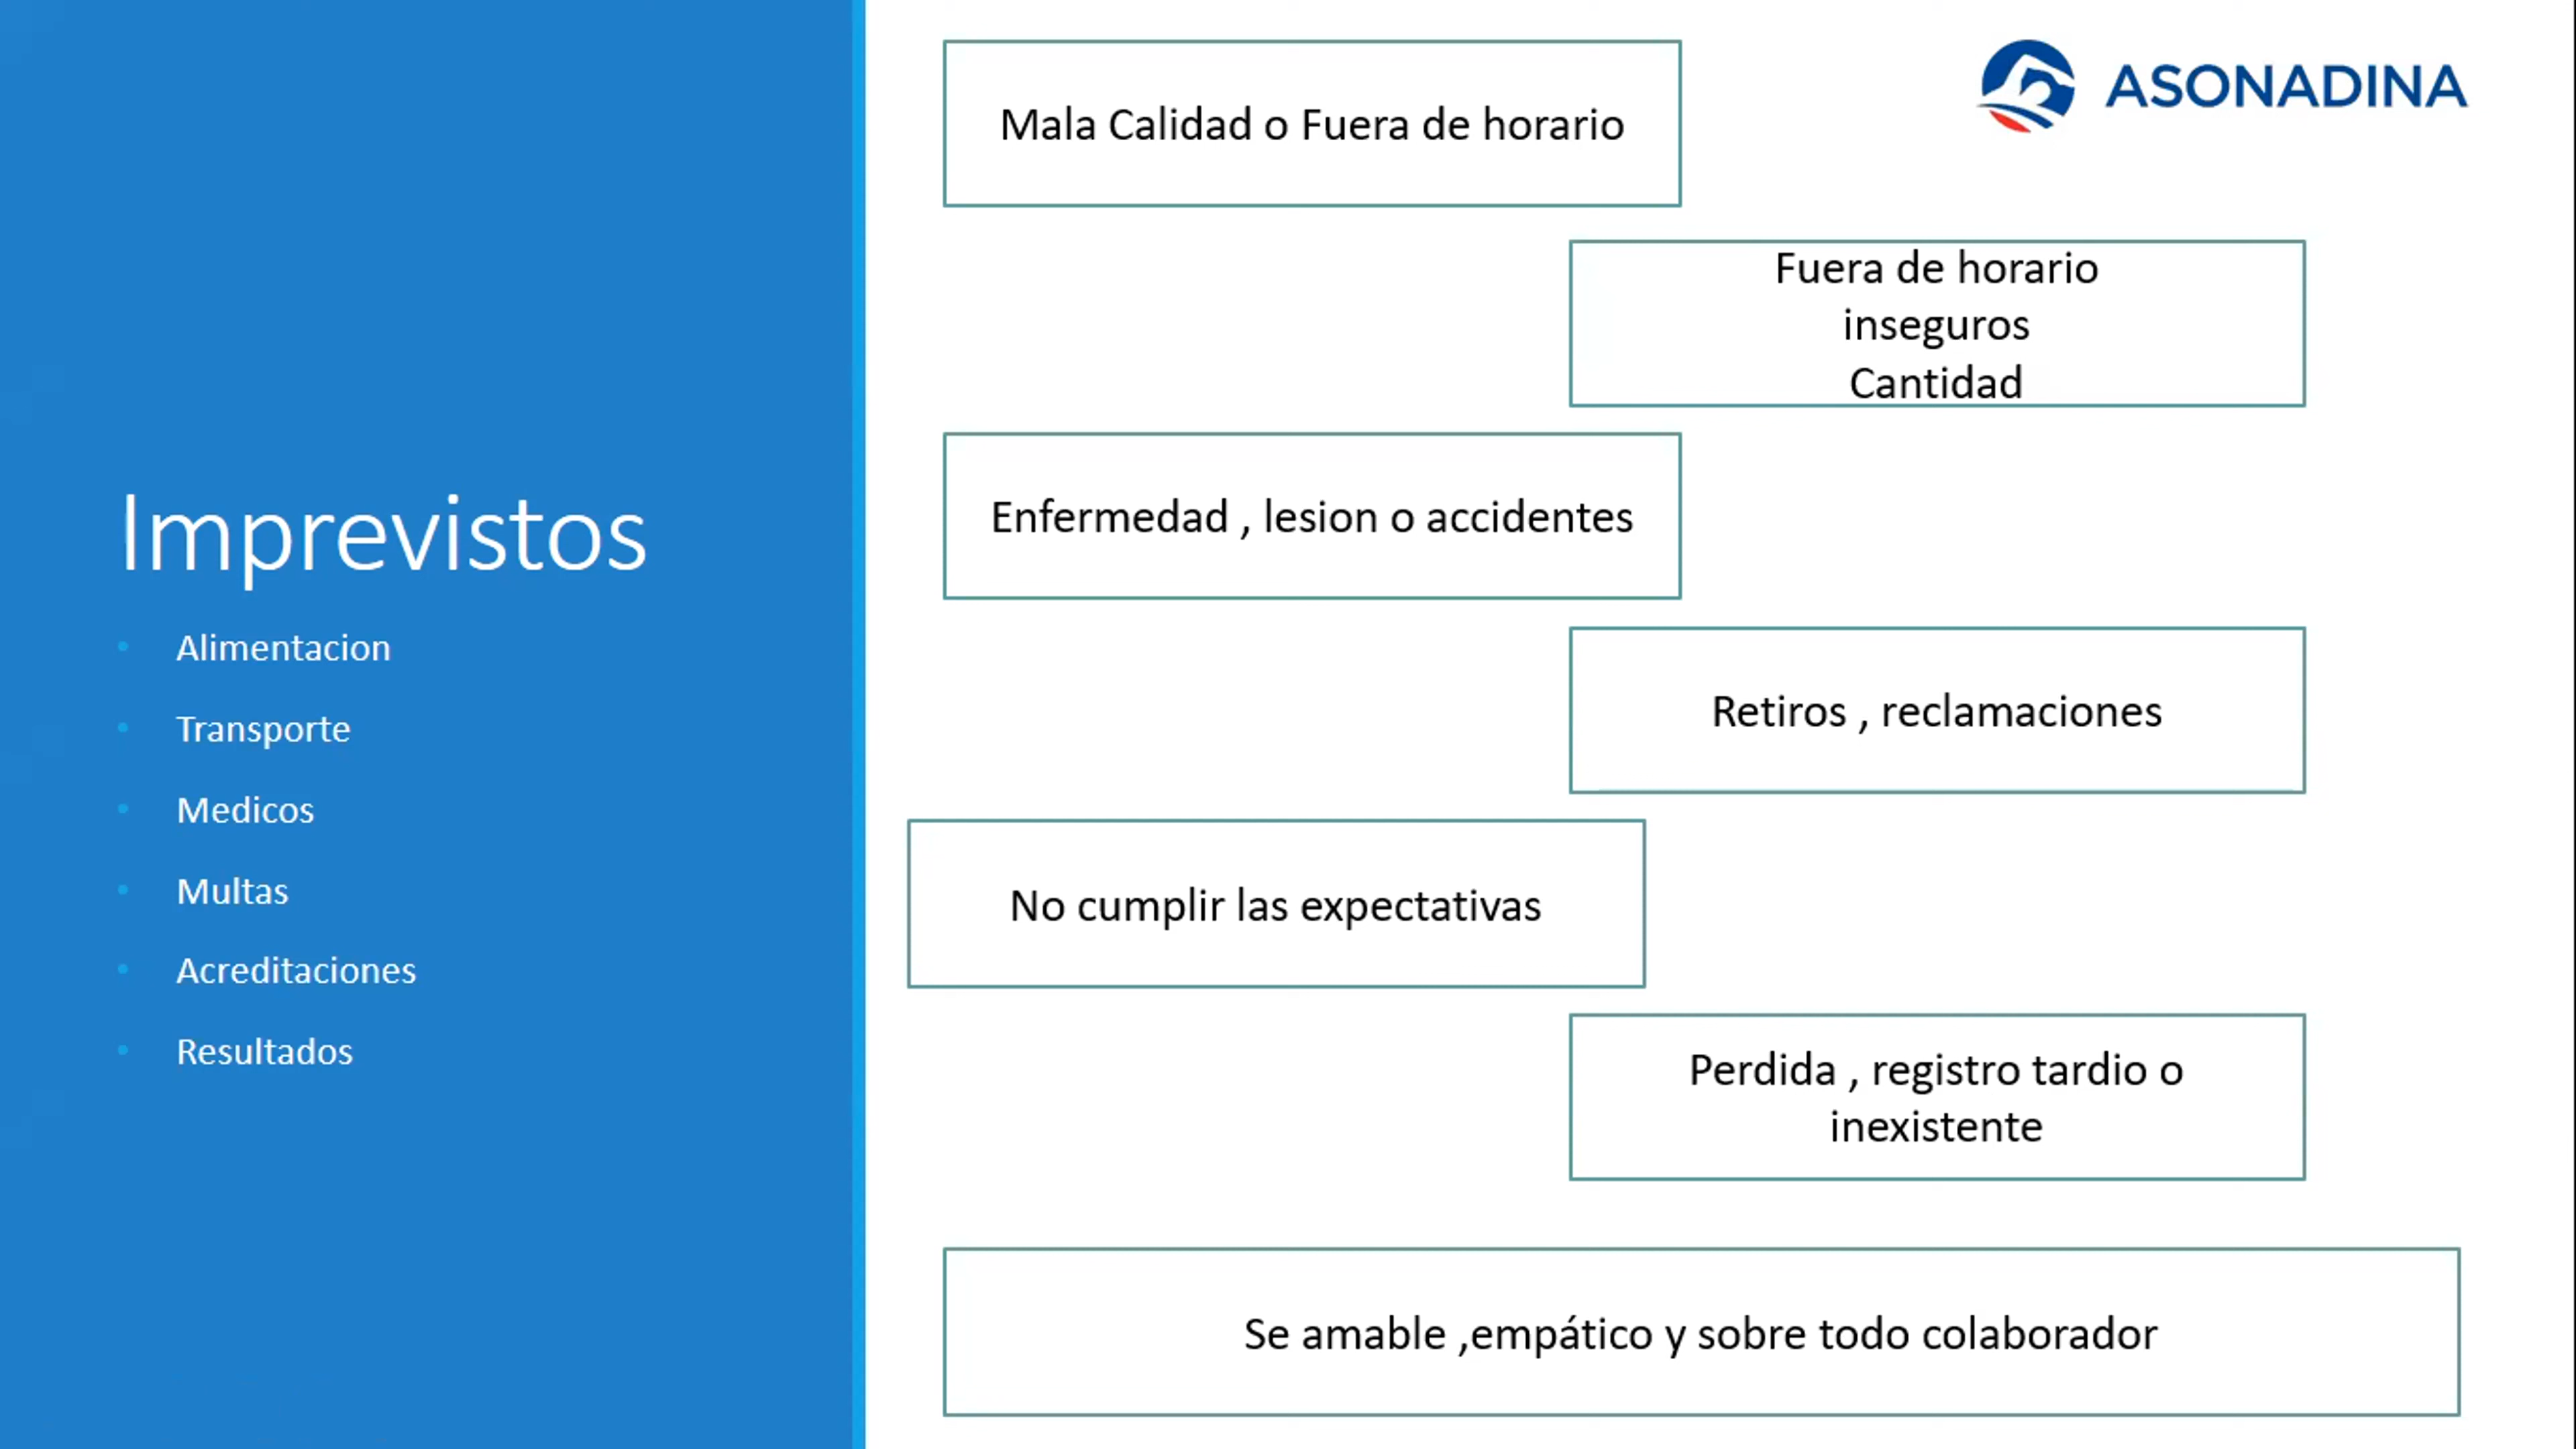 Imprevistos
• Alimentacion
• Transporte
• Medicos
• Multas
• Acreditaciones
• Resultados
ASONADINA
Mala Calidad o Fuera de horario
Fuera de horario
inseguros
Cantidad
Enfermedad , lesion o accidentes
Retiros , reclamaciones
No cumplir las expectativas
Perdida , registro tardio o
inexistente
Se amable ,empático y sobre todo colaborador